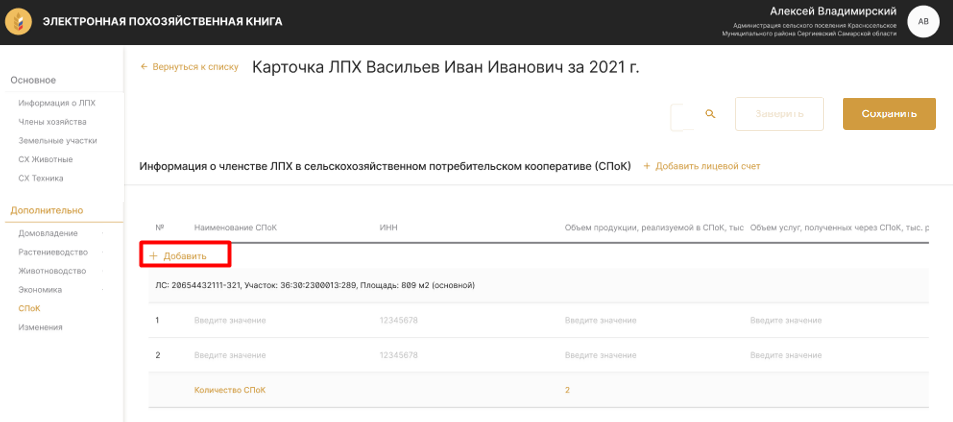 ЭЛЕКТРОННАЯ ПОХОЗЯЙСТВЕННАЯ КНИГА
Алексей Владимирский
Администрация сельского поселения Красносельское
Муниципального района Сергиевский Самарской области
АВ
Основное
Информация о ЛПХ
Члены хозяйства
Земельные участки
СХ Животные
СХ Техника
Дополнительно
Домовладение
Растениеводство
Животноводство
Экономика
СПоК
Изменения
← Вернуться к списку Карточка ЛПХ Васильев Иван Иванович за 2021 г.
Заверить Сохранить
Информация о членстве ЛПХ в сельскохозяйственном потребительском кооперативе (СПоК) + Добавить лицевой счет
№ Наименование СПоК ИНН Объем продукции, реализуемой в СПоК, тыс Объем услуг, полученных через СПоК, тыс. р
+ Добавить
ЛС: 20654432111-321, Участок: 36:30:2300013:289, Площадь: 809 м2 (основной)
1 Введите значение 12345678 Введите значение Введите значение
2 Введите значение 12345678 Введите значение Введите значение
Количество СПоК 2